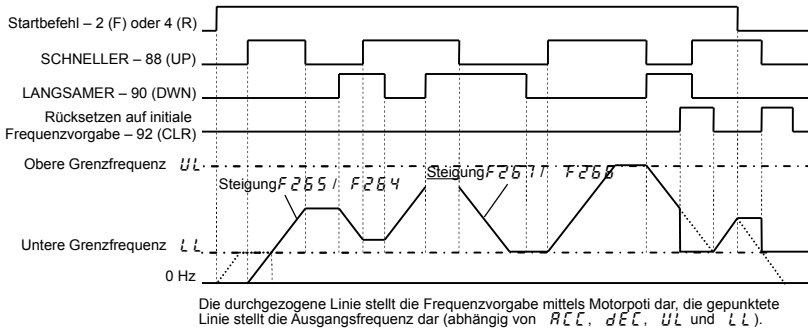 Startbefehl – 2 (F) oder 4 (R)
SCHNELLER – 88 (UP)
LANGSAMER – 90 (DWN)
Rücksetzen auf initiale
Frequenzvorgabe – 92 (CLR)
Obere Grenzfrequenz UL
Steigung F265 / F264
Steigung F267 / F268
Untere Grenzfrequenz LL
0 Hz
Die durchgezogene Linie stellt die Frequenzvorgabe mittels Motorpoti dar, die gepunktete
Linie stellt die Ausgangsfrequenz dar (abhängig von ACC, dEC, UL und LL).